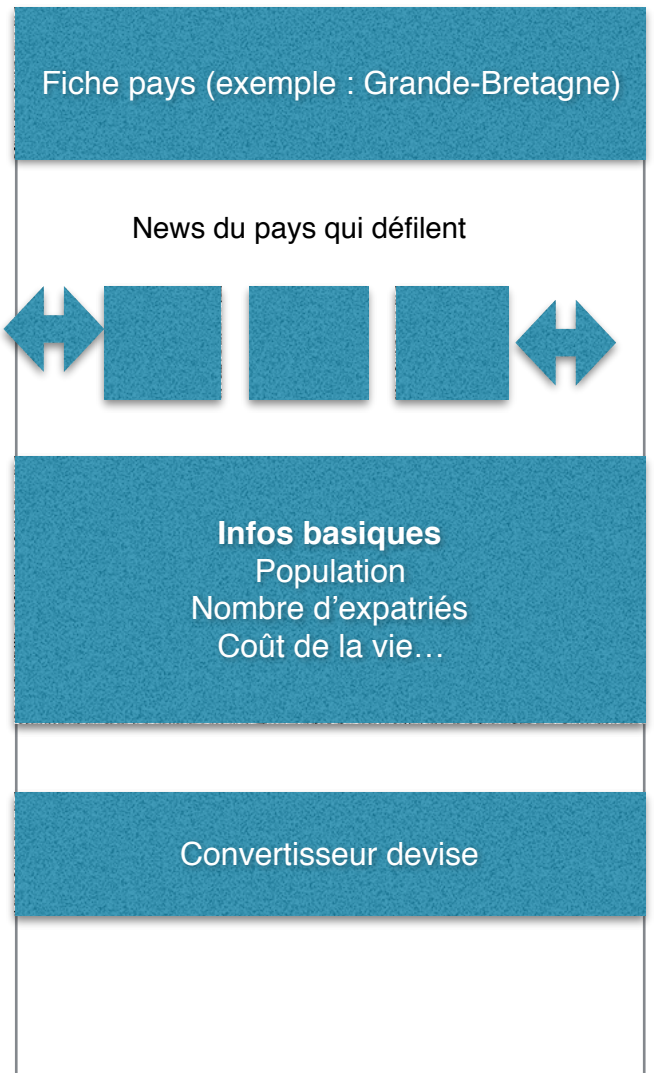 Fiche pays (exemple : Grande-Bretagne)
News du pays qui défilent
Infos basiques
Population
Nombre d’expatriés
Coût de la vie…
Convertisseur devise